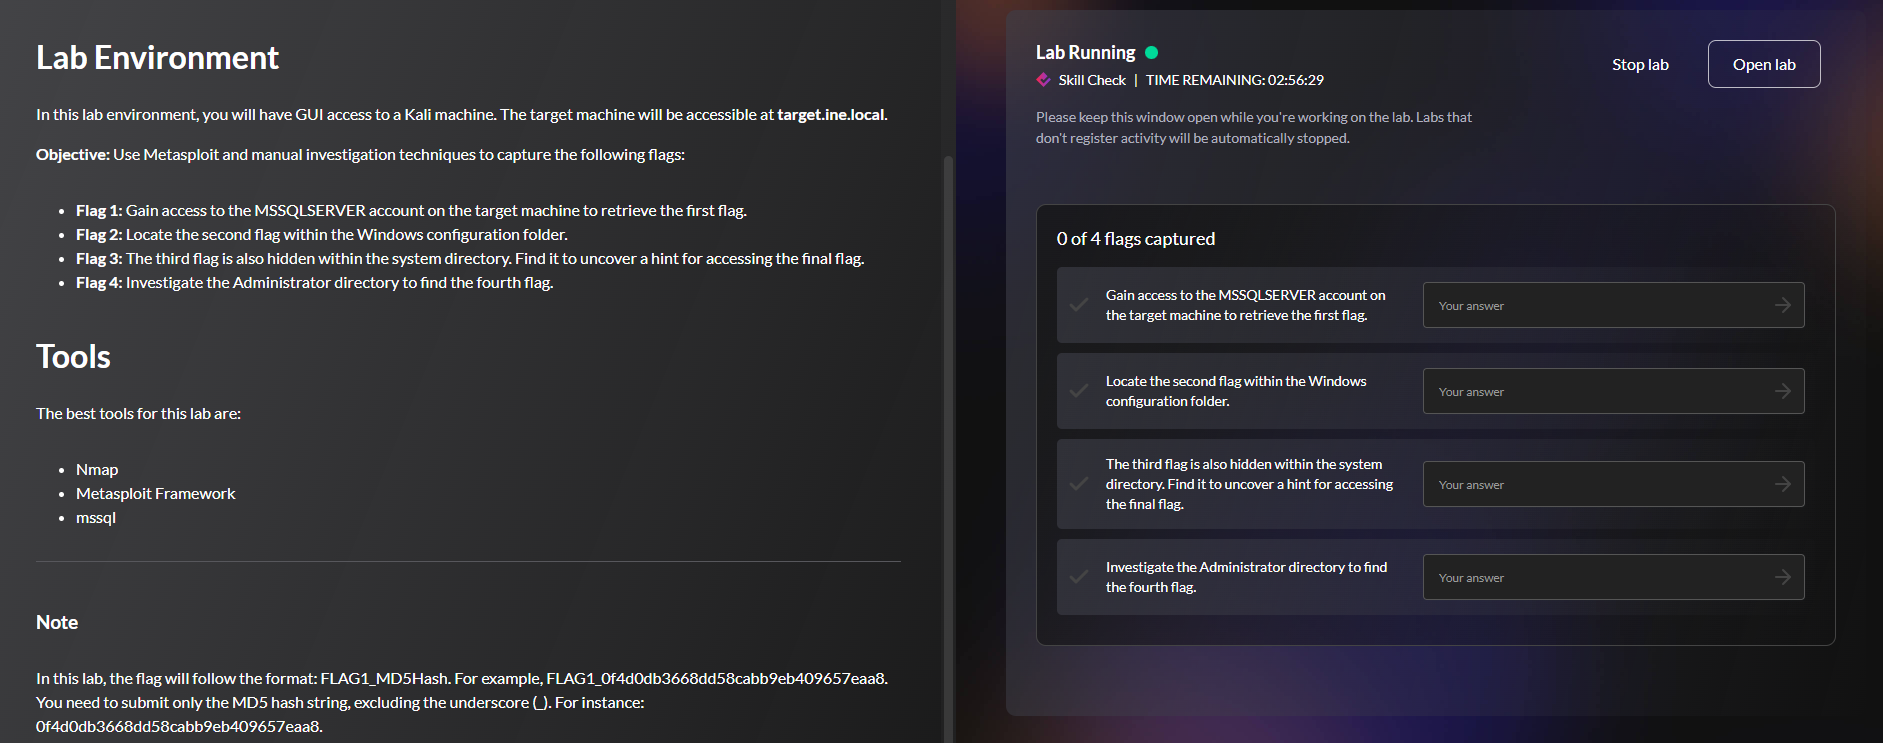 Lab Environment
In this lab environment, you will have GUI access to a Kali machine. The target machine will be accessible at target.ine.local.
Objective: Use Metasploit and manual investigation techniques to capture the following flags:
• Flag 1: Gain access to the MSSQLSERVER account on the target machine to retrieve the first flag.
• Flag 2: Locate the second flag within the Windows configuration folder.
• Flag 3: The third flag is also hidden within the system directory. Find it to uncover a hint for accessing the final flag.
• Flag 4: Investigate the Administrator directory to find the fourth flag.
Tools
The best tools for this lab are:
• Nmap
• Metasploit Framework
• mssql
Note
In this lab, the flag will follow the format: FLAG1_MD5Hash. For example, FLAG1_0f4d0db3668dd58cabb9eb409657eaa8.
You need to submit only the MD5 hash string, excluding the underscore (_). For instance:
0f4d0db3668dd58cabb9eb409657eaa8.
Lab Running
Stop lab
Open lab
Skill Check | TIME REMAINING: 02:56:29
Please keep this window open while you're working on the lab. Labs that
don't register activity will be automatically stopped.
0 of 4 flags captured
Gain access to the MSSQLSERVER account on
the target machine to retrieve the first flag.
Your answer
Locate the second flag within the Windows
configuration folder.
Your answer
The third flag is also hidden within the system
directory. Find it to uncover a hint for accessing
the final flag.
Your answer
Investigate the Administrator directory to find
the fourth flag.
Your answer